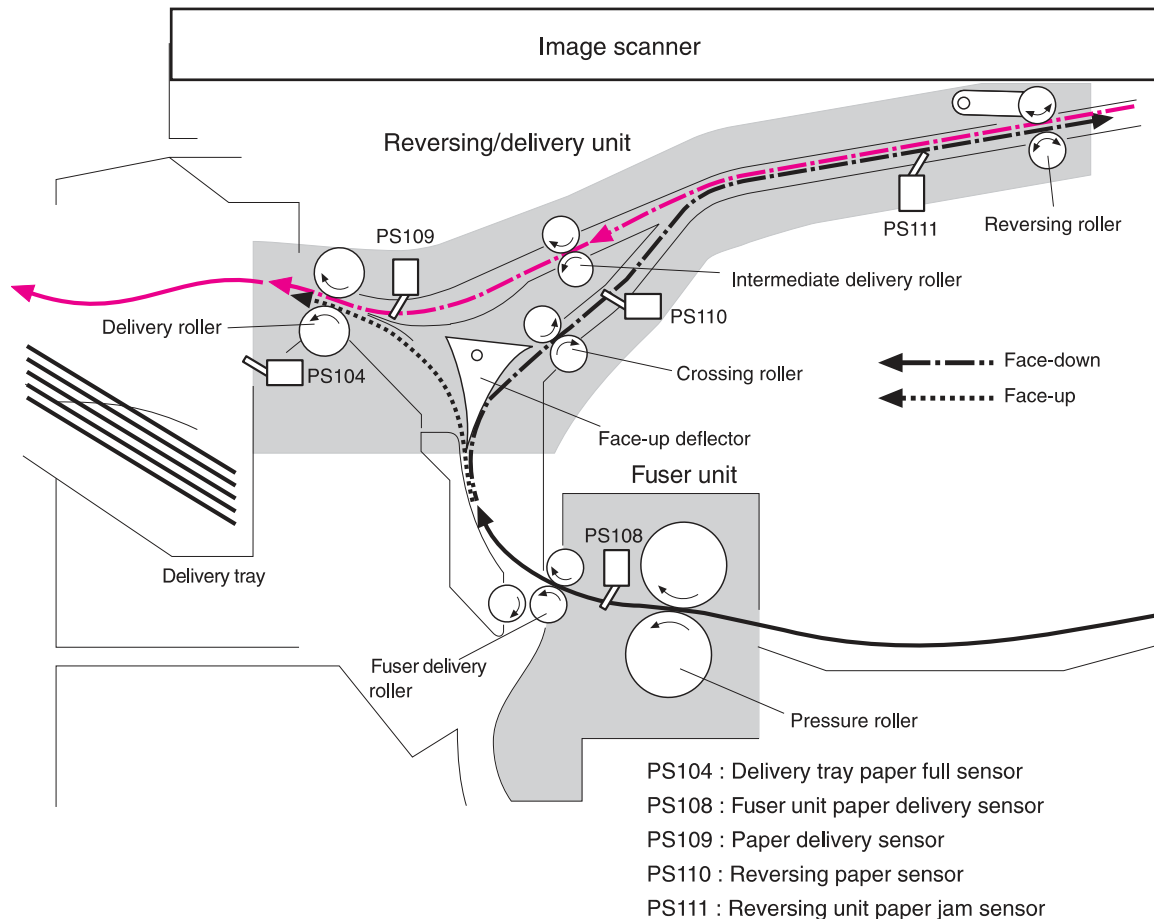 Image scanner
Reversing/delivery unit
PS109
PS111
Reversing roller
Intermediate delivery roller
PS110
Delivery roller
PS104
Crossing roller
Face-down
Face-up
Face-up deflector
Fuser unit
PS108
Delivery tray
Fuser delivery
roller
Pressure roller
PS104 : Delivery tray paper full sensor
PS108 : Fuser unit paper delivery sensor
PS109 : Paper delivery sensor
PS110 : Reversing paper sensor
PS111 : Reversing unit paper jam sensor